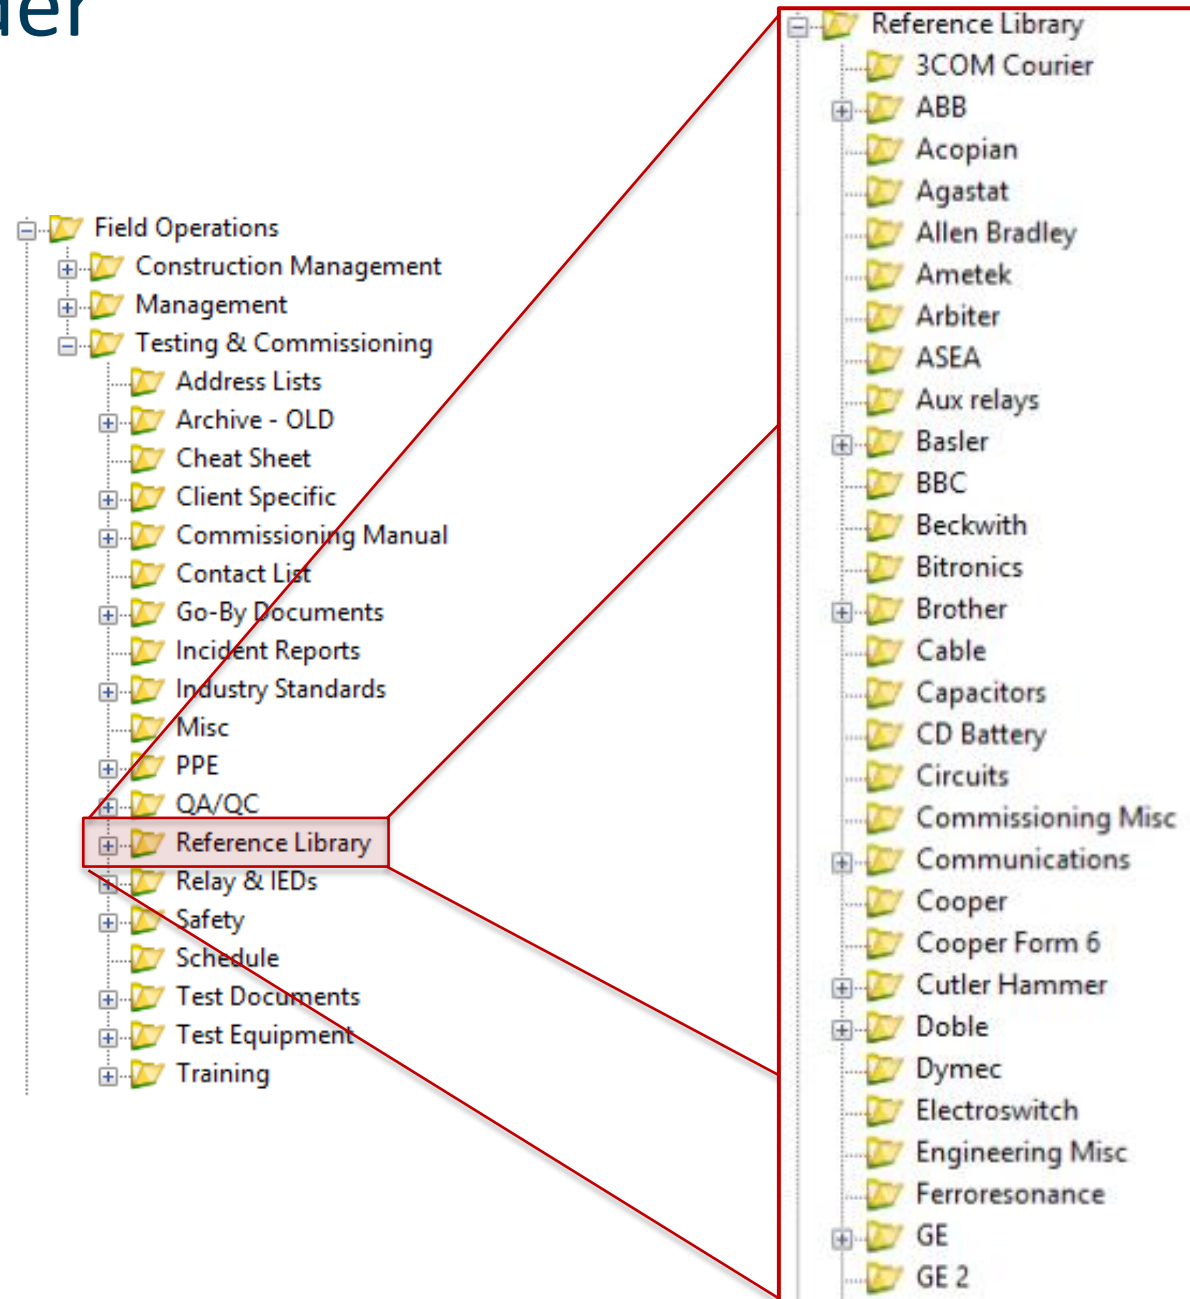 Field Operations
Construction Management
Management
Testing & Commissioning
Address Lists
Archive - OLD
Cheat Sheet
Client Specific
Commissioning Manual
Contact List
Go-By Documents
Incident Reports
Industry Standards
Misc
PPE
QA/QC
Reference Library
Relay & IEDs
Safety
Schedule
Test Documents
Test Equipment
Training
Reference Library
3COM Courier
ABB
Acopian
Agastat
Allen Bradley
Ametek
Arbiter
ASEA
Aux relays
Basler
BBC
Beckwith
Bitronics
Brother
Cable
Capacitors
CD Battery
Circuits
Commissioning Misc
Communications
Cooper
Cooper Form 6
Cutler Hammer
Doble
Dymec
Electroswitch
Engineering Misc
Ferroresonance
GE
GE 2